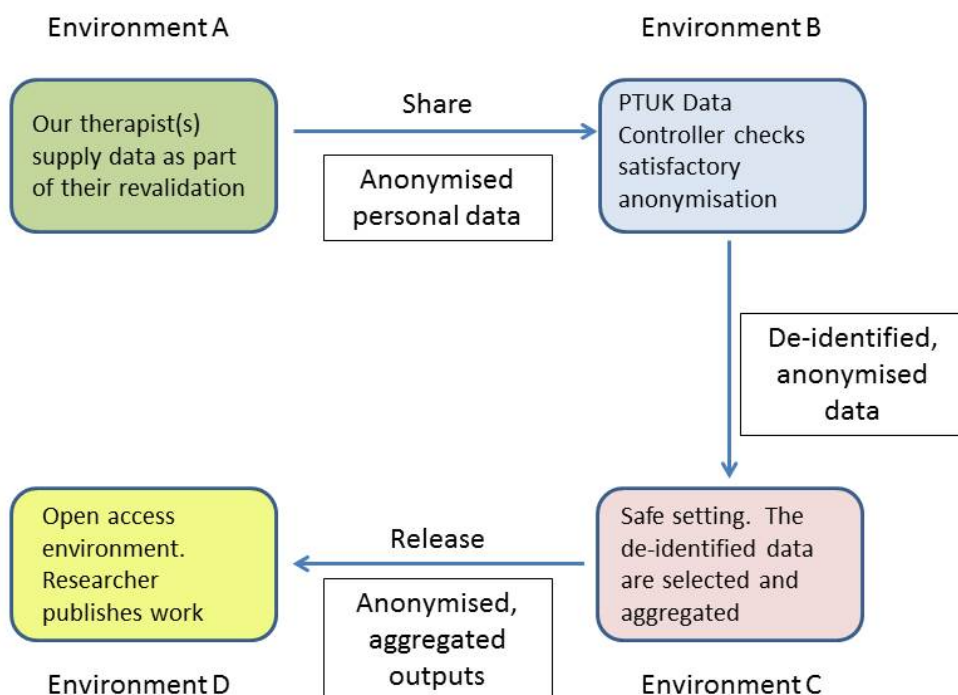 Environment A
Environment B
Our therapist(s)
supply data as part
of their revalidation
Share
Anonymised
personal data
PTUK Data
Controller checks
satisfactory
anonymisation
De-identified,
anonymised
data
Safe setting. The
de-identified data
are selected and
aggregated
Release
Anonymised,
aggregated
outputs
Open access
environment.
Researcher
publishes work
Environment D
Environment C